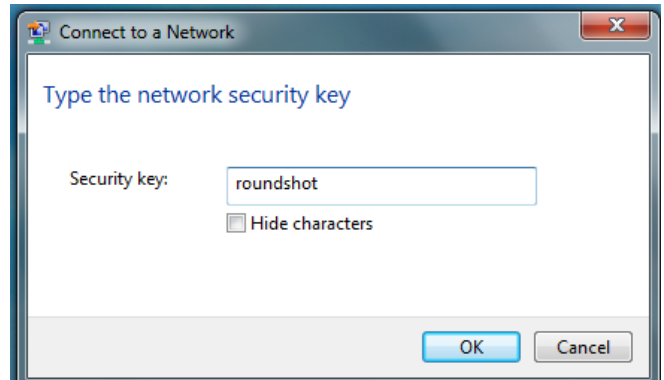 Connect to a Network
Type the network security key
Security key: roundshot
Hide characters
OK Cancel